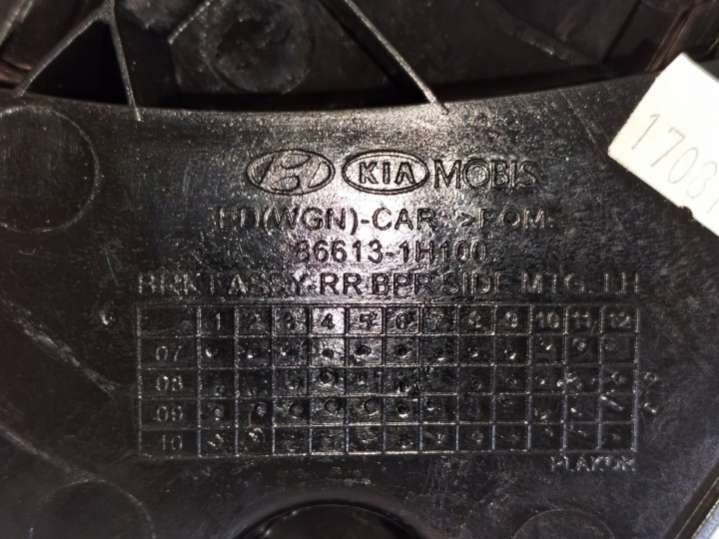 KIA MOBIS
ED(WGN)-CAR >POM<
86613-1H100
BRKT ASSY-RR BPR SIDE MTG, LH
1 2 3 4 5 6 7 8 9 10 11 12
07
08
09
10
PLAKOR
1708